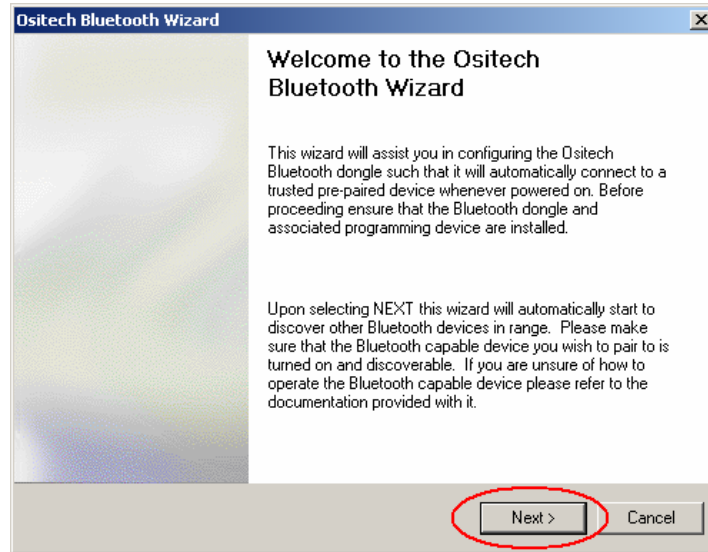 Ositech Bluetooth Wizard
Welcome to the Ositech
Bluetooth Wizard
This wizard will assist you in configuring the Ositech
Bluetooth dongle such that it will automatically connect to a
trusted pre-paired device whenever powered on. Before
proceeding ensure that the Bluetooth dongle and
associated programming device are installed.
Upon selecting NEXT this wizard will automatically start to
discover other Bluetooth devices in range.  Please make
sure that the Bluetooth capable device you wish to pair to is
turned on and discoverable.  If you are unsure of how to
operate the Bluetooth capable device please refer to the
documentation provided with it.
Next > Cancel